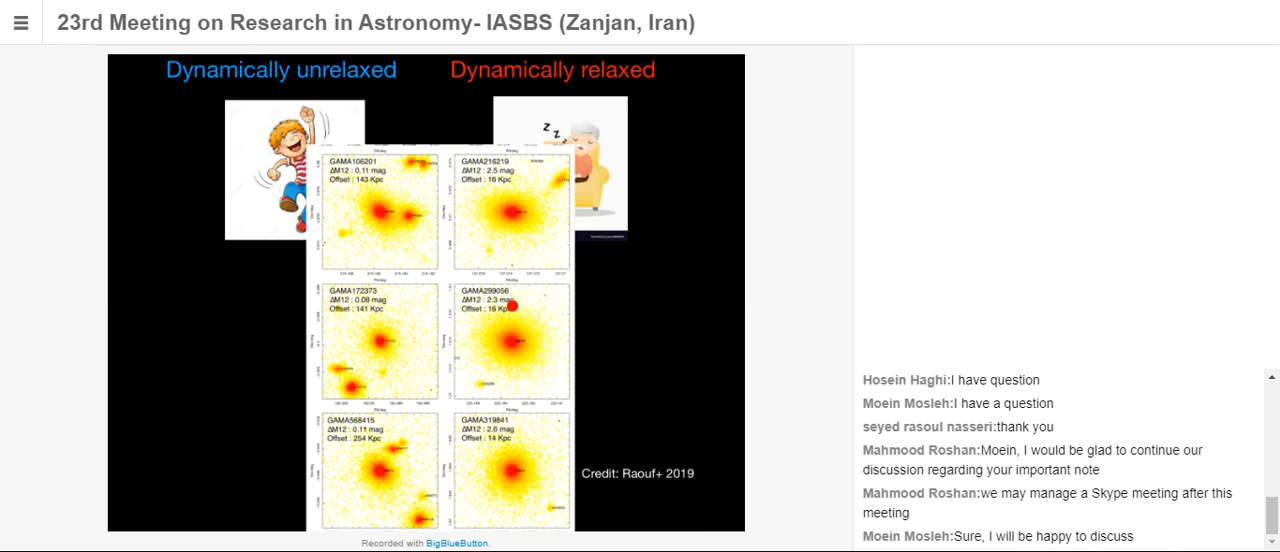 23rd Meeting on Research in Astronomy- IASBS (Zanjan, Iran)
Dynamically unrelaxed
Dynamically relaxed
z
z
z
GAMA106201
ΔM12 : 0.11 mag
Offset : 143 Kpc
GAMA216219
ΔM12 : 2.5 mag
Offset : 16 Kpc
GAMA172373
ΔM12 : 0.08 mag
Offset : 141 Kpc
GAMA299056
ΔM12 : 2.3 mag
Offset : 16 Kpc
GAMA568415
ΔM12 : 0.11 mag
Offset : 254 Kpc
GAMA319841
ΔM12 : 2.6 mag
Offset : 14 Kpc
Credit: Raouf+ 2019
Recorded with BigBlueButton.
Hosein Haghi:I have question
Moein Mosleh:I have a question
seyed rasoul nasseri:thank you
Mahmood Roshan:Moein, I would be glad to continue our
discussion regarding your important note
Mahmood Roshan:we may manage a Skype meeting after this
meeting
Moein Mosleh:Sure, I will be happy to discuss